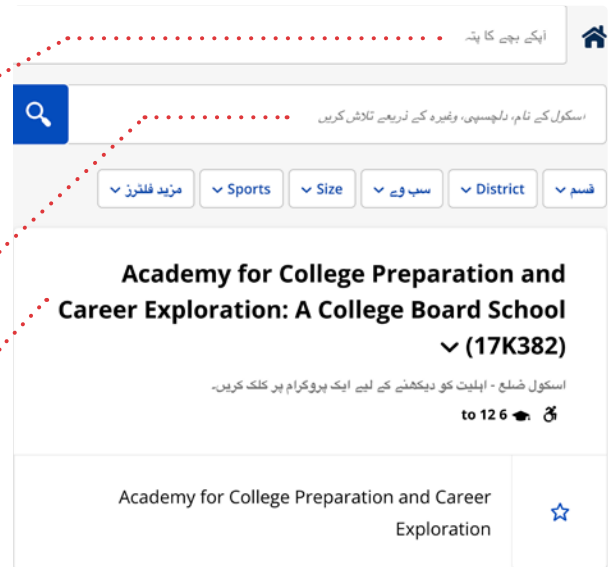 آپکے بچے کا پتہ
اسکول کے نام، دلچسپی، وغیرہ کے ذریعے تلاش کریں
قسم
District
سب وے
Size
Sports
مزید فلٹرز
Academy for College Preparation and
Career Exploration: A College Board School
(17K382)
اسکول ضلع - اہلیت کو دیکھنے کے لیے ایک پروگرام پر کلک کریں۔
to 12 6
Academy for College Preparation and Career
Exploration